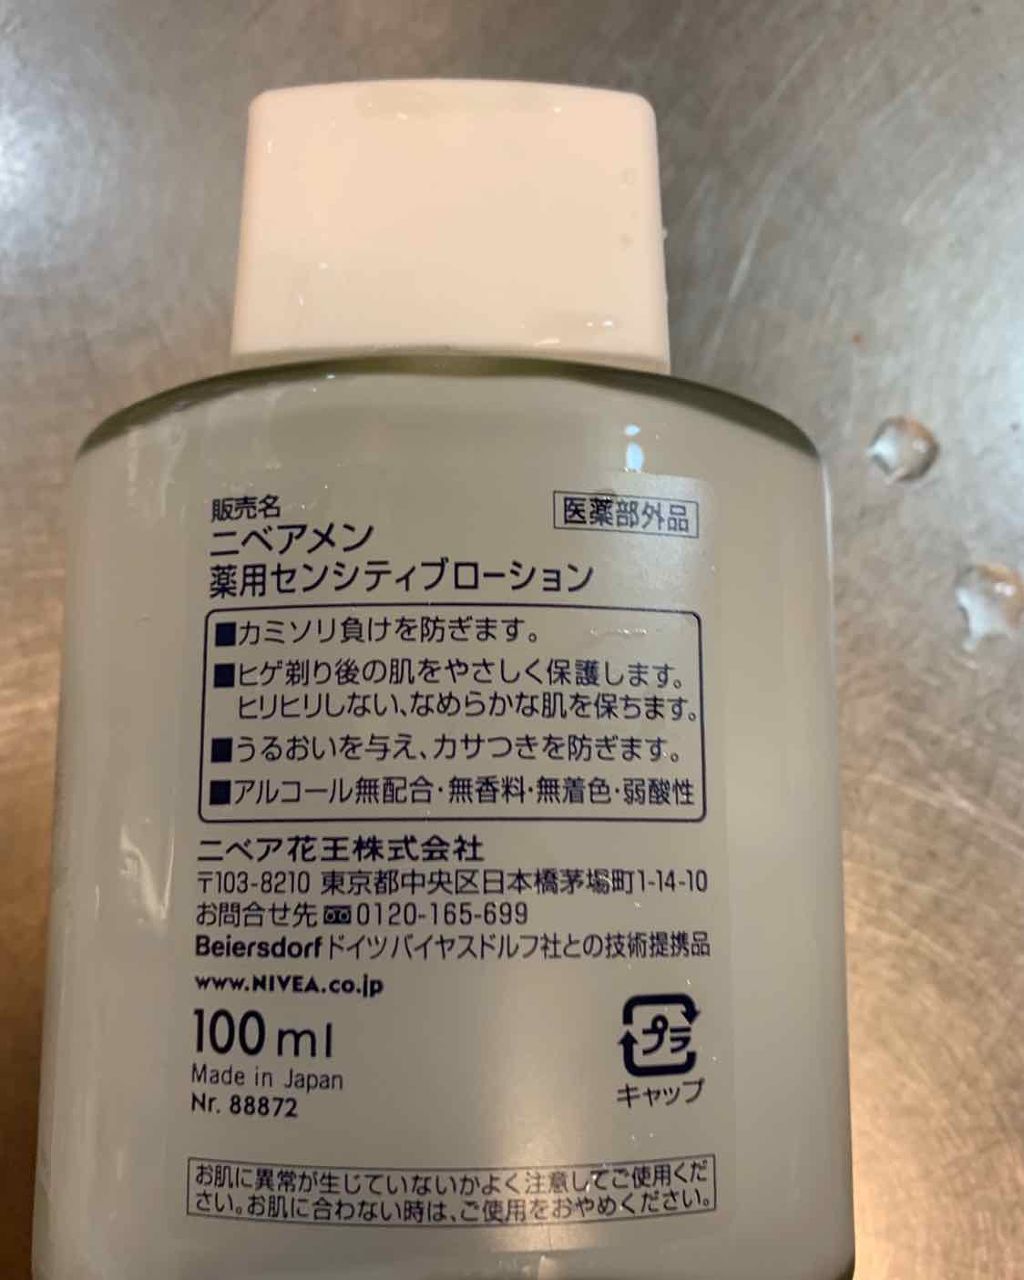 販売名
医薬部外品
ニベアメン
薬用センシティブローション
■カミソリ負けを防ぎます。
■ヒゲ剃り後の肌をやさしく保護します。
ヒリヒリしない、なめらかな肌を保ちます。
■うるおいを与え、カサつきを防ぎます。
■アルコール無配合・無香料・無着色・弱酸性
ニベア花王株式会社
〒103-8210 東京都中央区日本橋茅場町1-14-10
お問合せ先 0120-165-699
Beiersdorfドイツバイヤスドルフ社との技術提携品
www.NIVEA.co.jp
100ml
Made in Japan
Nr. 88872
プラ
キャップ
お肌に異常が生じていないかよく注意してご使用くだ
さい。お肌に合わない時は、ご使用をおやめください。